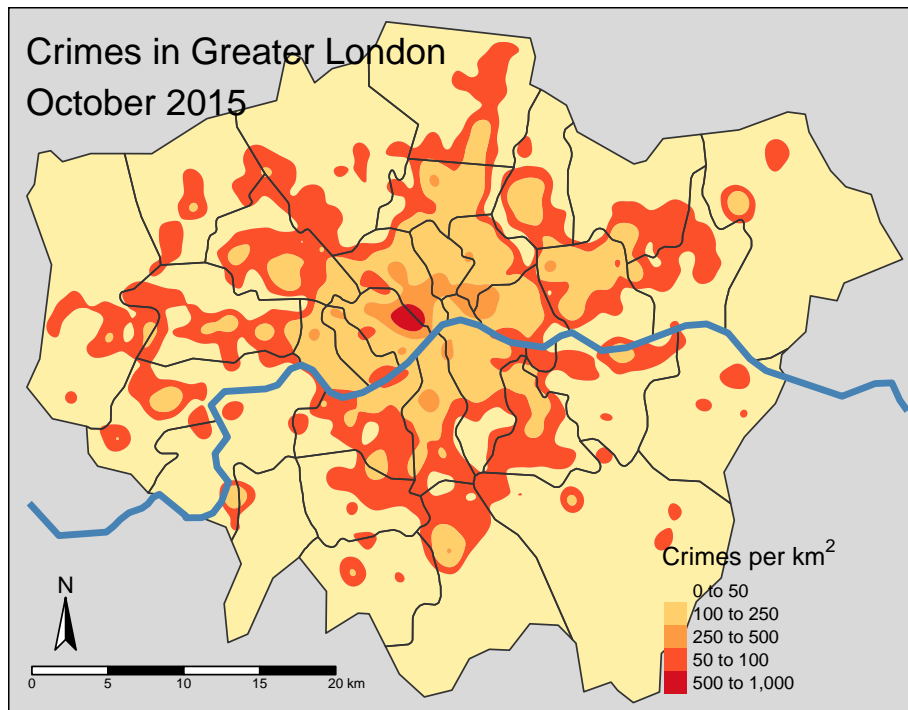 Crimes in Greater London
October 2015
Crimes per km²
0 to 50
100 to 250
250 to 500
50 to 100
500 to 1,000
N
0 5 10 15 20 km